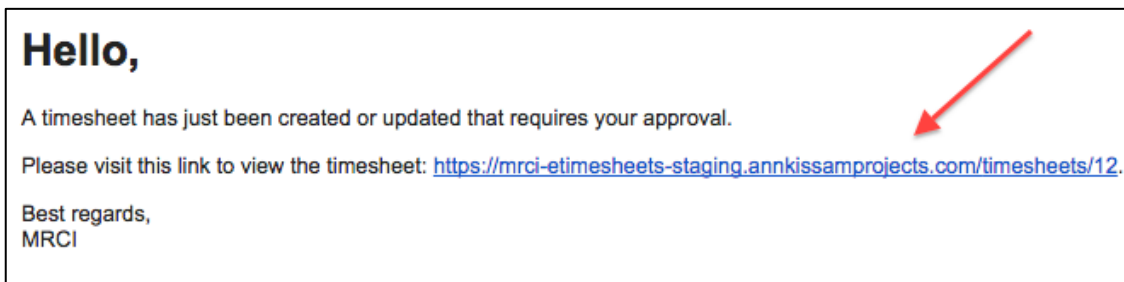 Hello,
A timesheet has just been created or updated that requires your approval.
Please visit this link to view the timesheet: https://mrci-etimesheets-staging.annkissamprojects.com/timesheets/12.
Best regards,
MRCI